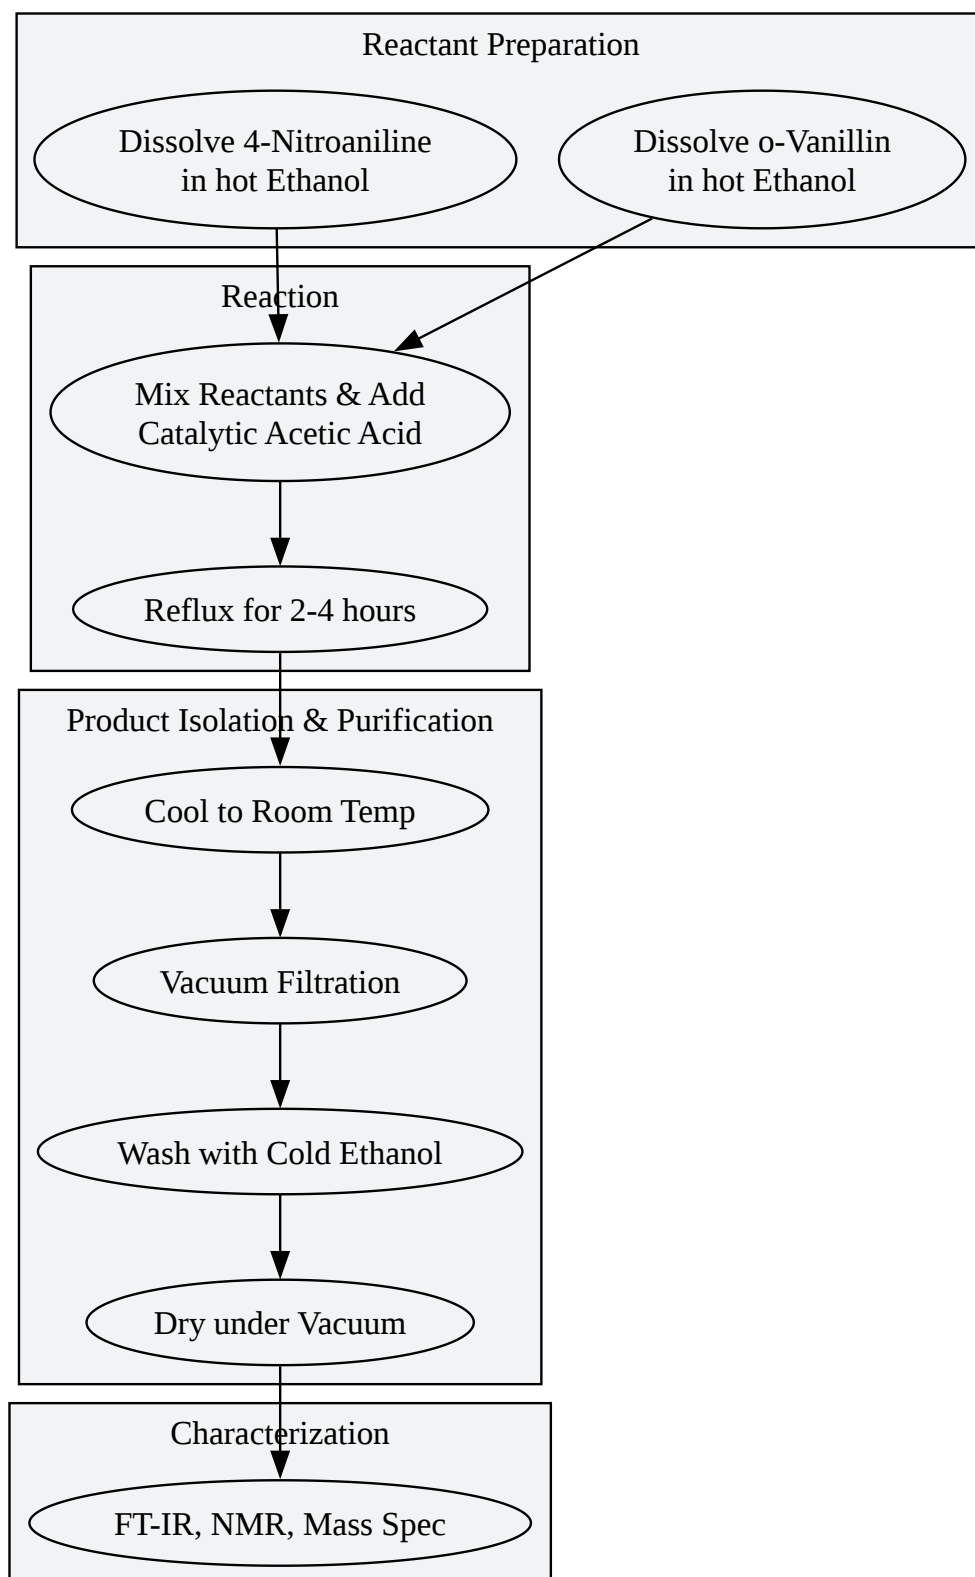 Reactant Preparation
Dissolve 4-Nitroaniline
in hot Ethanol
Dissolve o-Vanillin
in hot Ethanol
Reaction
Mix Reactants & Add
Catalytic Acetic Acid
Reflux for 2-4 hours
Product Isolation & Purification
Cool to Room Temp
Vacuum Filtration
Wash with Cold Ethanol
Dry under Vacuum
Characterization
FT-IR, NMR, Mass Spec